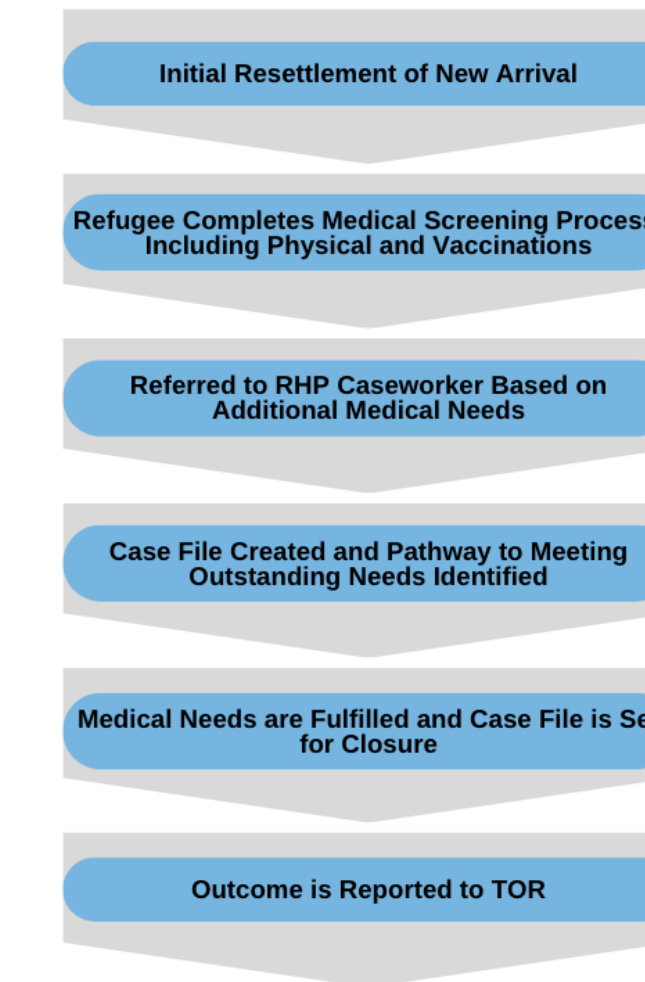 Initial Resettlement of New Arrival
Refugee Completes Medical Screening Process
Including Physical and Vaccinations
Referred to RHP Caseworker Based on
Additional Medical Needs
Case File Created and Pathway to Meeting
Outstanding Needs Identified
Medical Needs are Fulfilled and Case File is Se
for Closure
Outcome is Reported to TOR